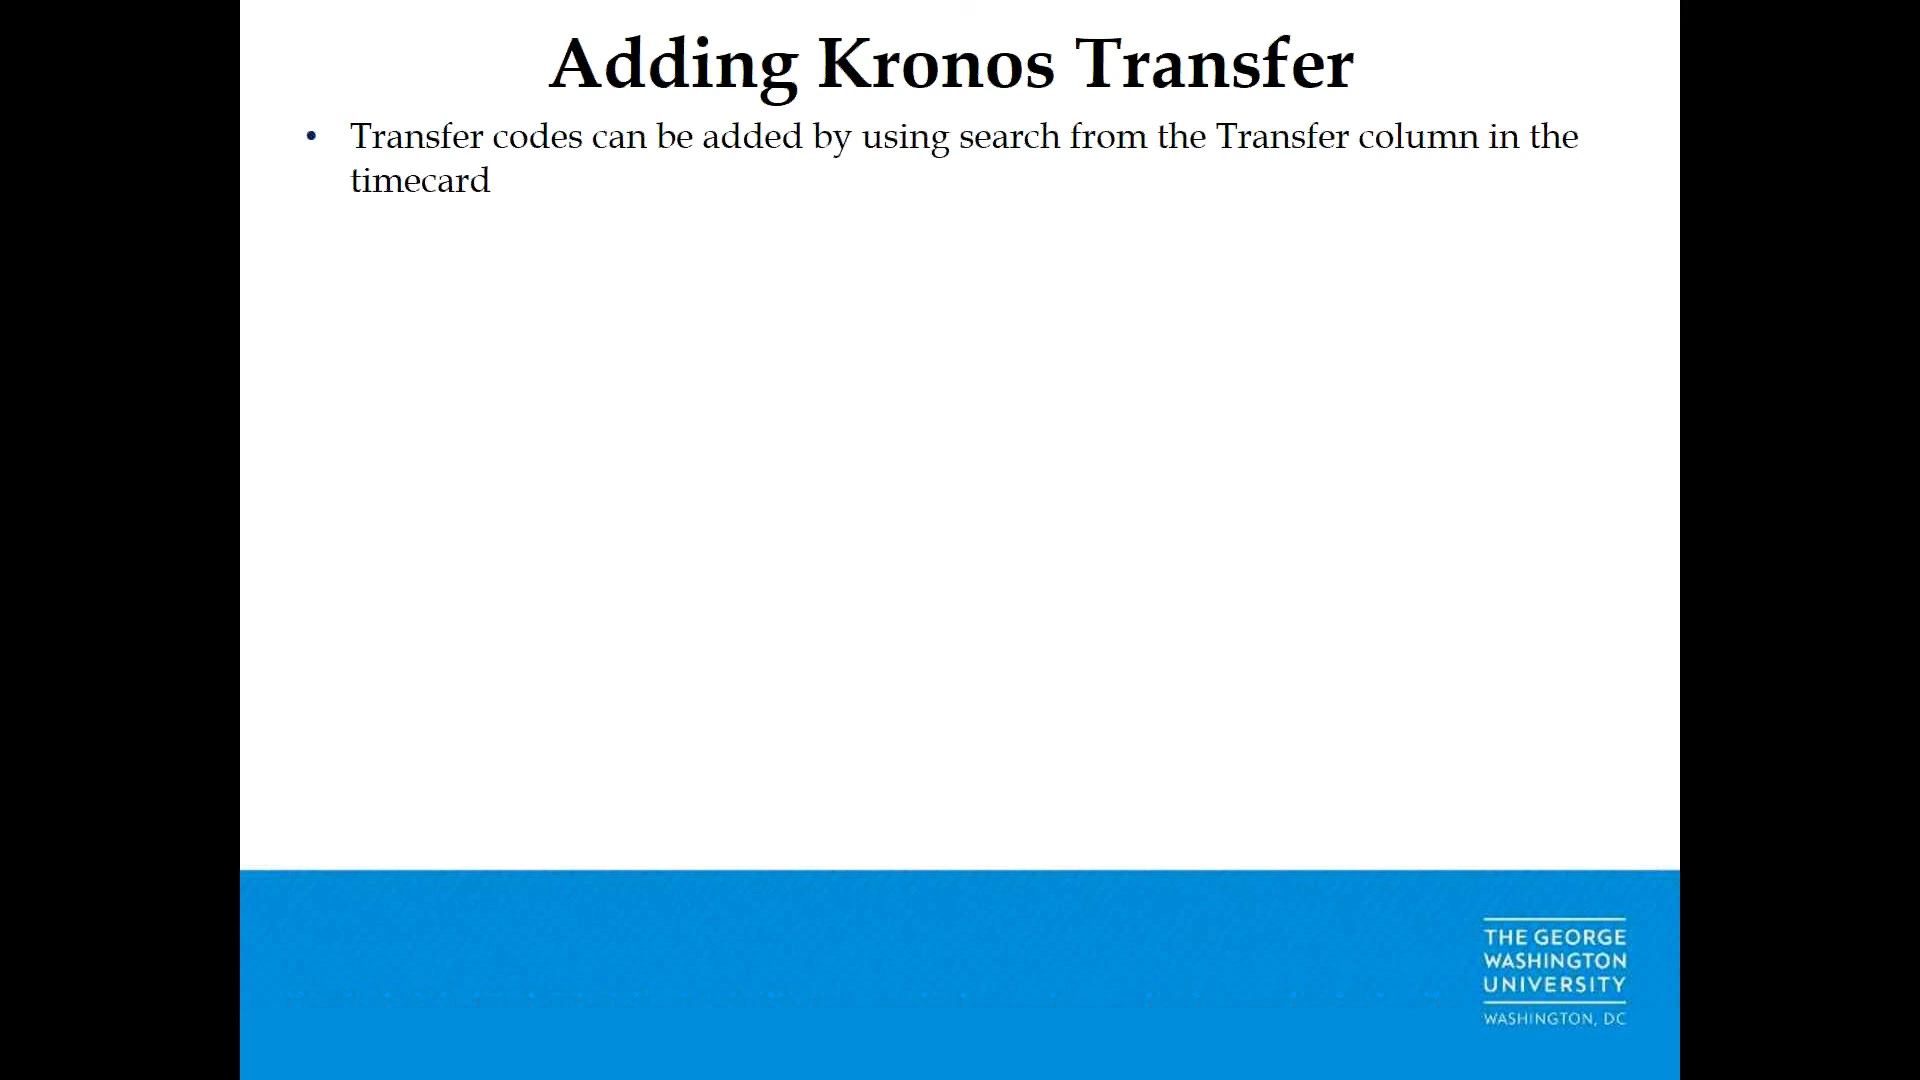 Adding Kronos Transfer
• Transfer codes can be added by using search from the Transfer column in the
timecard
THE GEORGE
WASHINGTON
UNIVERSITY
WASHINGTON, DC